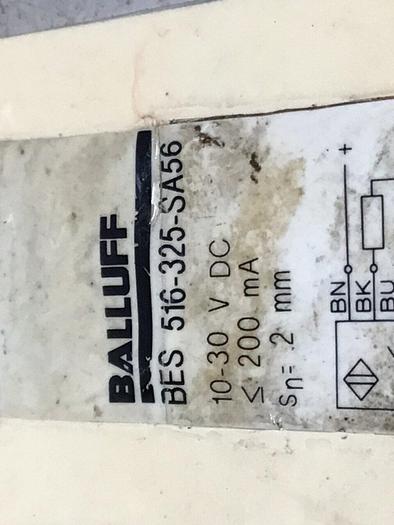 BALLUFF
BES 516-325-SA56
10-30 V DC
≤ 200 mA
Sn= .2 mm
+
BN
BK
BU